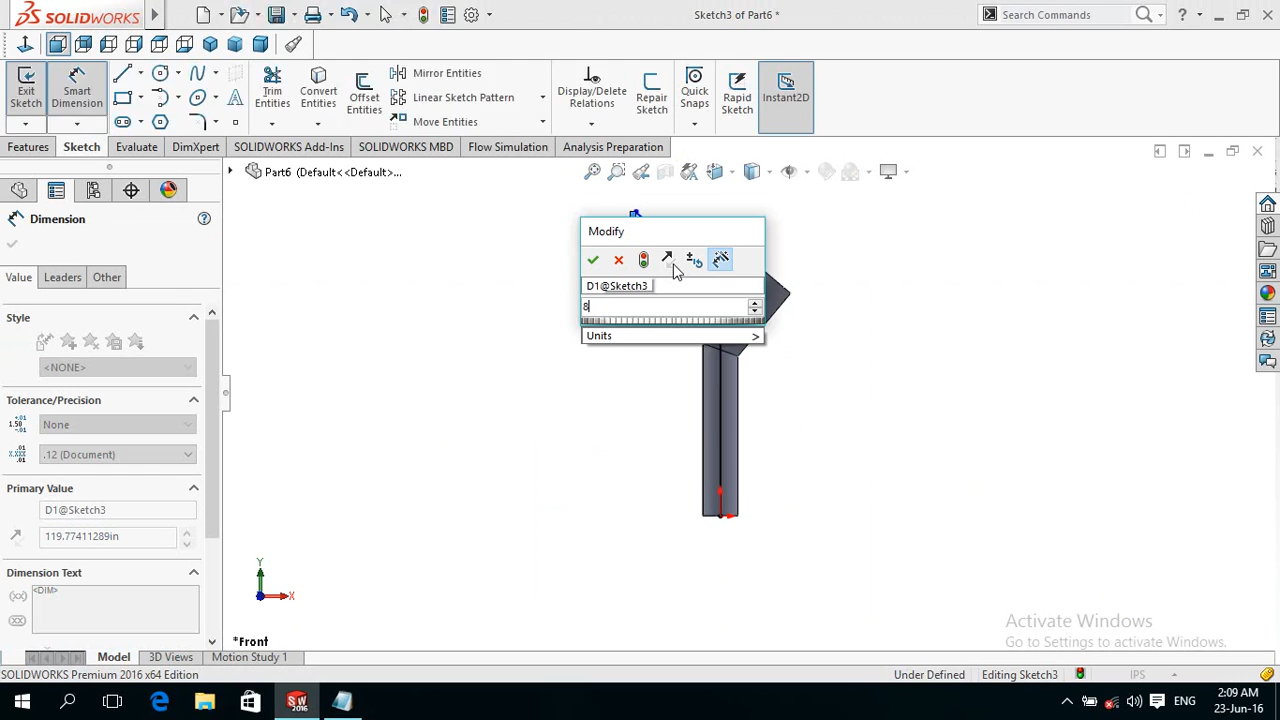 SOLIDWORKS
Sketch3 of Part6 *
Search Commands
?
Exit Sketch
Smart Dimension
Trim Entities
Convert Entities
Offset Entities
Mirror Entities
Linear Sketch Pattern
Move Entities
Display/Delete Relations
Repair Sketch
Quick Snaps
Rapid Sketch
Instant2D
Features
Sketch
Evaluate
DimXpert
SOLIDWORKS Add-Ins
SOLIDWORKS MBD
Flow Simulation
Analysis Preparation
Part6 (Default<<Default>...
Dimension
?
Value
Leaders
Other
Style
<NONE>
Tolerance/Precision
None
.12 (Document)
Primary Value
D1@Sketch3
119.77411289in
Dimension Text
<DIM>
Modify
D1@Sketch3
8
Units >
Y
X
*Front
Activate Windows
Go to Settings to activate Windows.
Model
3D Views
Motion Study 1
SOLIDWORKS Premium 2016 x64 Edition
Under Defined
Editing Sketch3
IPS
SW
2016
ENG
2:09 AM
23-Jun-16